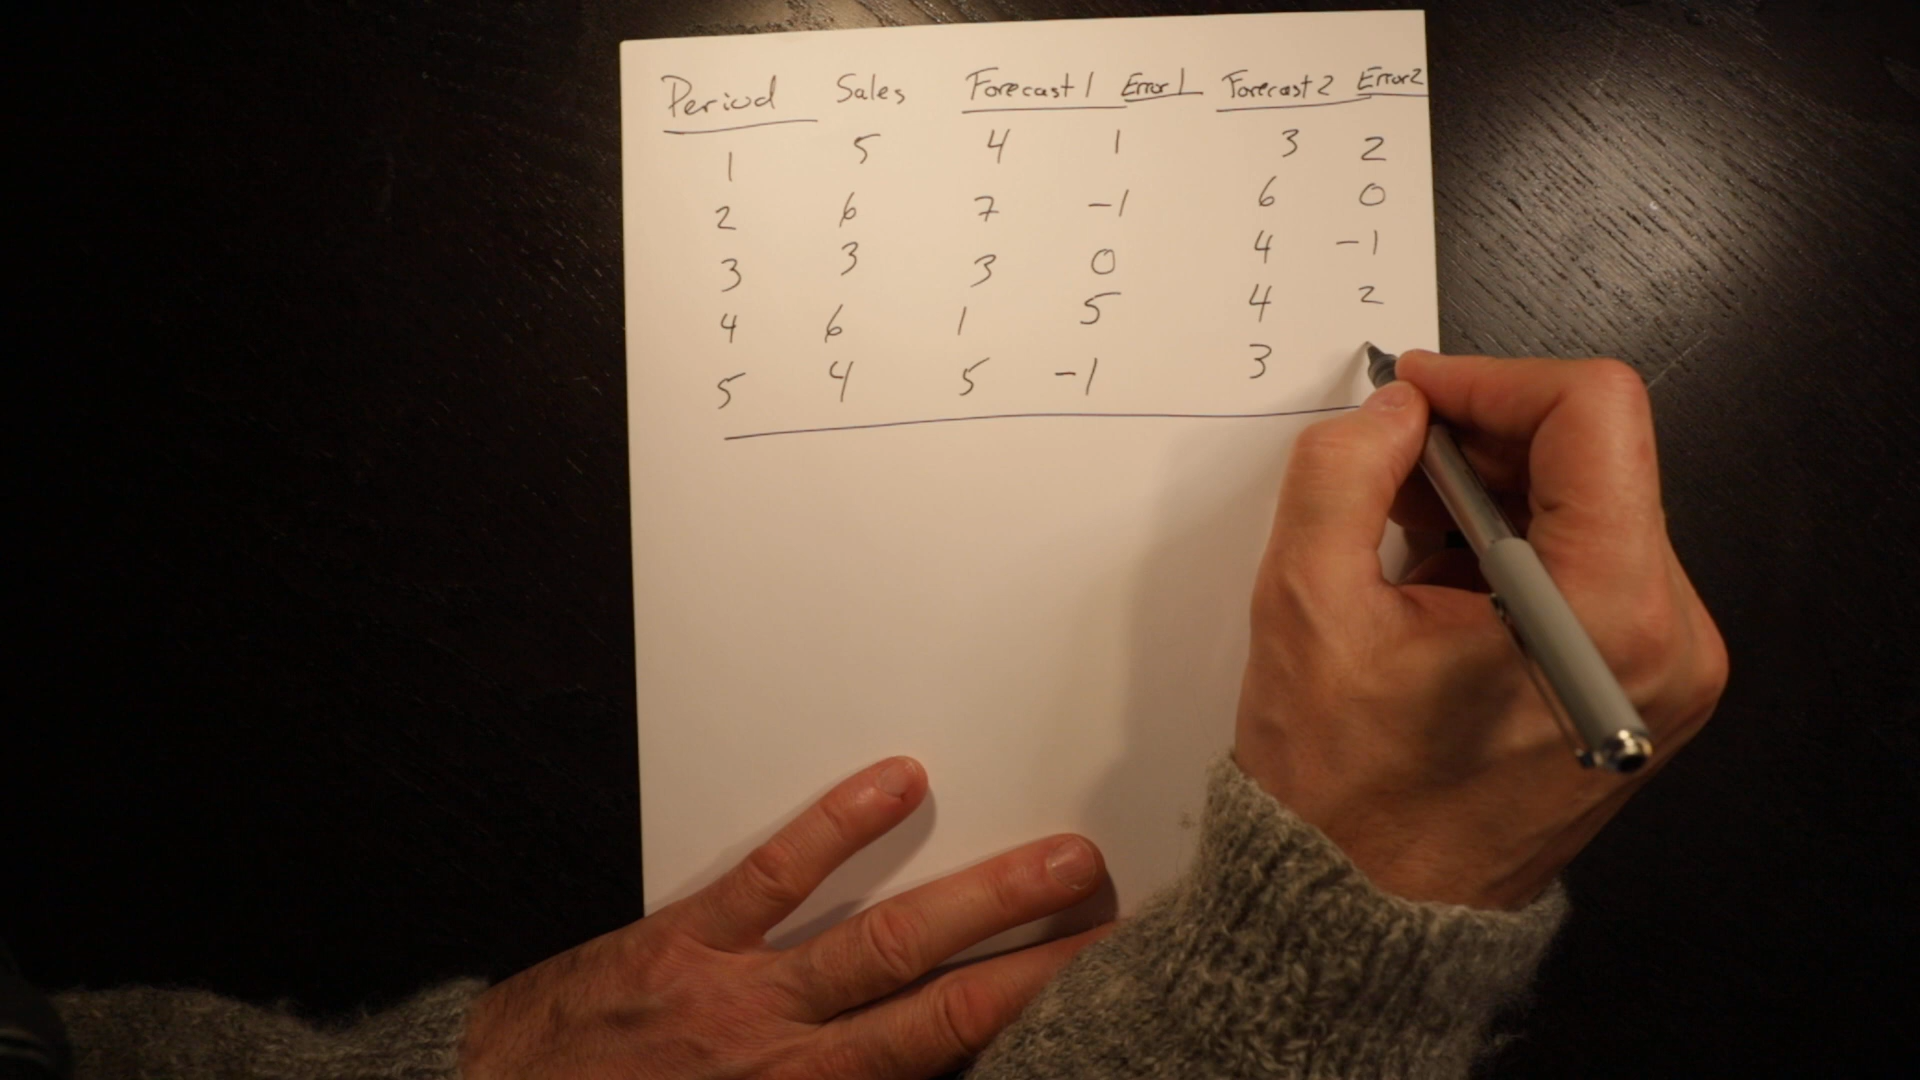 Period Sales Forecast 1 Error 1 Forecast 2 Error 2
1 5 4 1 3 2
2 6 7 -1 6 0
3 3 3 0 4 -1
4 6 1 5 4 2
5 4 5 -1 3